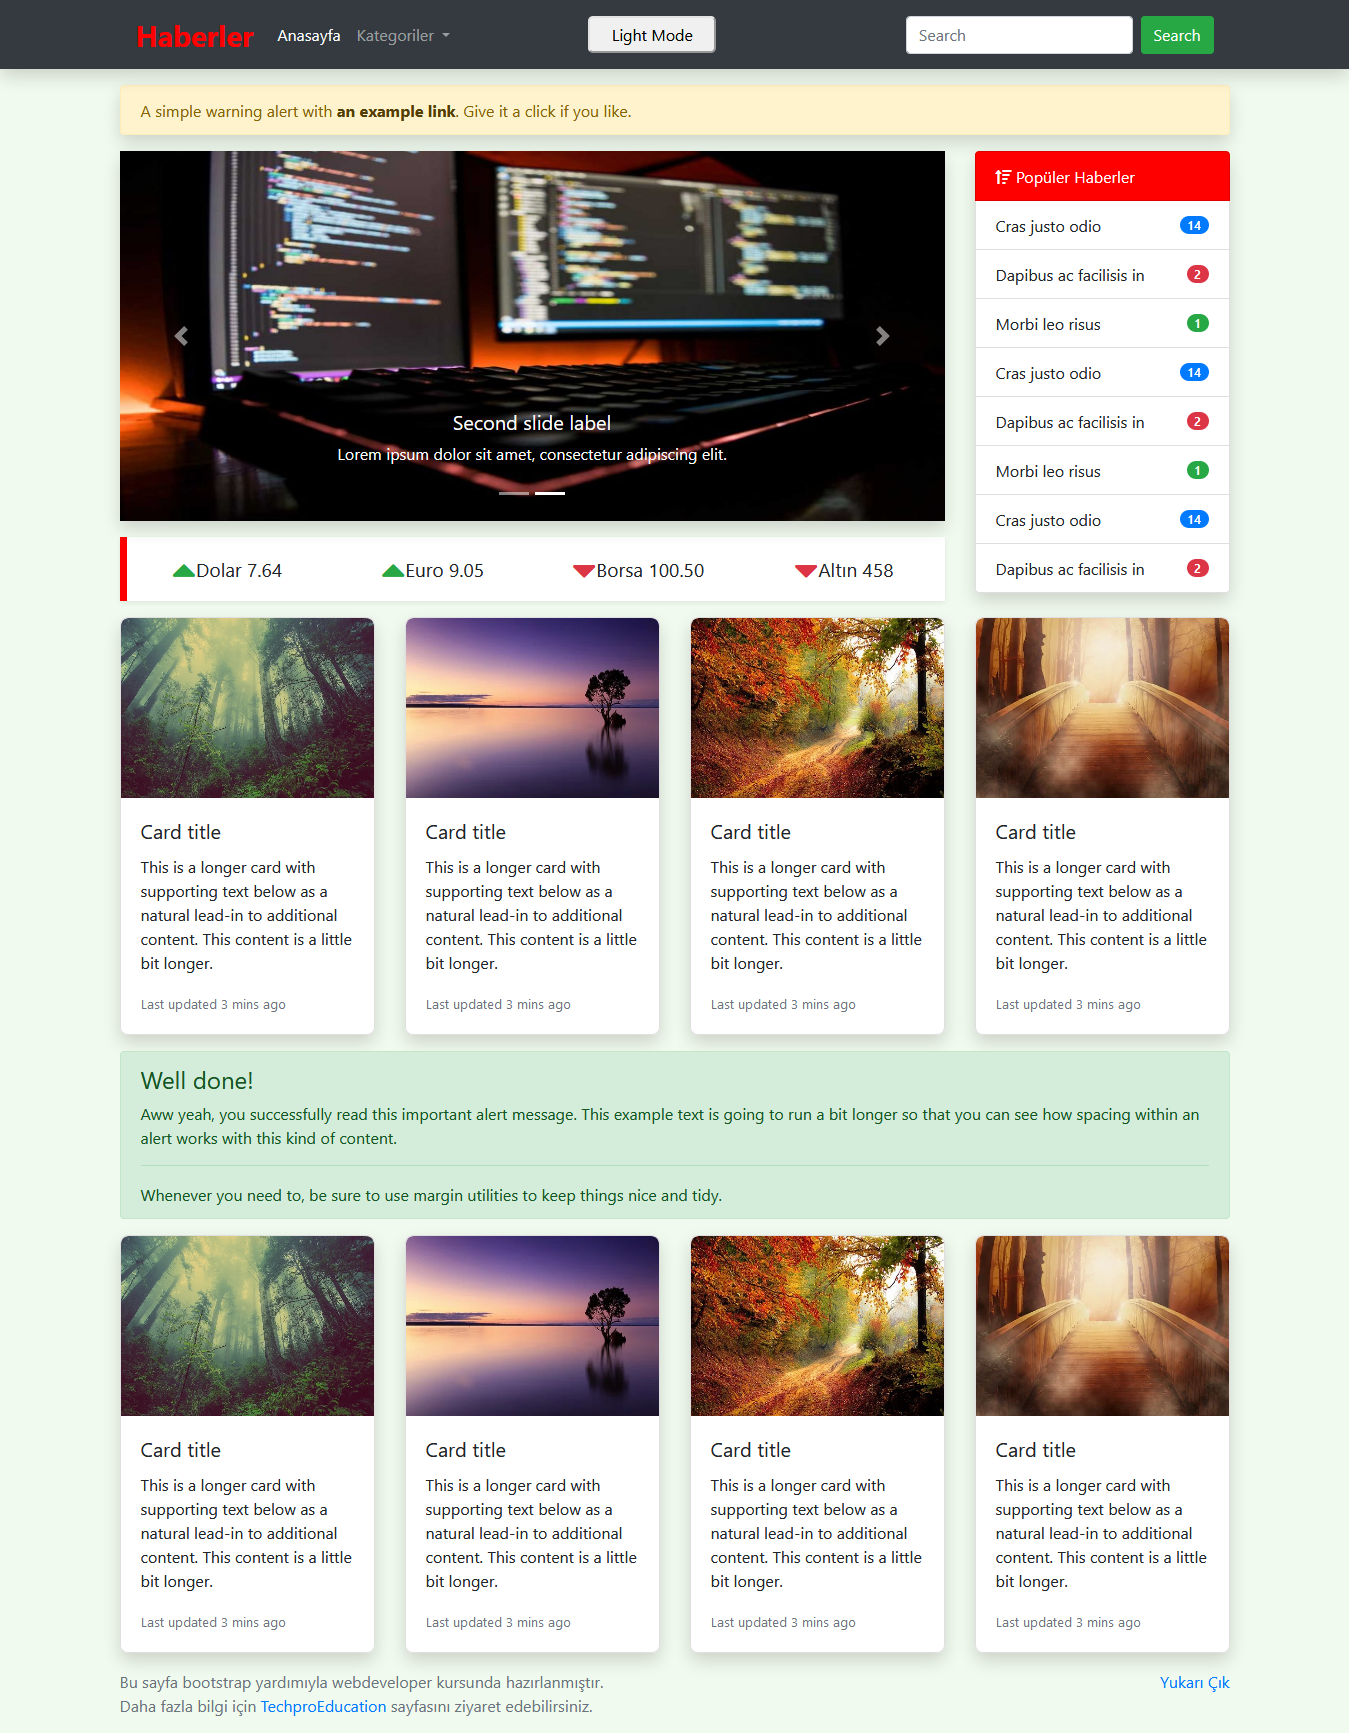 Haberler Anasayfa Kategoriler Light Mode Search Search
A simple warning alert with an example link. Give it a click if you like.
Second slide label
Lorem ipsum dolor sit amet, consectetur adipiscing elit.
Popüler Haberler
Cras justo odio 14
Dapibus ac facilisis in 2
Morbi leo risus 1
Cras justo odio 14
Dapibus ac facilisis in 2
Morbi leo risus 1
Cras justo odio 14
Dapibus ac facilisis in 2
Dolar 7.64 Euro 9.05 Borsa 100.50 Altın 458
Card title
This is a longer card with
supporting text below as a
natural lead-in to additional
content. This content is a little
bit longer.
Last updated 3 mins ago
Card title
This is a longer card with
supporting text below as a
natural lead-in to additional
content. This content is a little
bit longer.
Last updated 3 mins ago
Card title
This is a longer card with
supporting text below as a
natural lead-in to additional
content. This content is a little
bit longer.
Last updated 3 mins ago
Card title
This is a longer card with
supporting text below as a
natural lead-in to additional
content. This content is a little
bit longer.
Last updated 3 mins ago
Well done!
Aww yeah, you successfully read this important alert message. This example text is going to run a bit longer so that you can see how spacing within an
alert works with this kind of content.
Whenever you need to, be sure to use margin utilities to keep things nice and tidy.
Card title
This is a longer card with
supporting text below as a
natural lead-in to additional
content. This content is a little
bit longer.
Last updated 3 mins ago
Card title
This is a longer card with
supporting text below as a
natural lead-in to additional
content. This content is a little
bit longer.
Last updated 3 mins ago
Card title
This is a longer card with
supporting text below as a
natural lead-in to additional
content. This content is a little
bit longer.
Last updated 3 mins ago
Card title
This is a longer card with
supporting text below as a
natural lead-in to additional
content. This content is a little
bit longer.
Last updated 3 mins ago
Bu sayfa bootstrap yardımıyla webdeveloper kursunda hazırlanmıştır. Yukarı Çık
Daha fazla bilgi için TechproEducation sayfasını ziyaret edebilirsiniz.